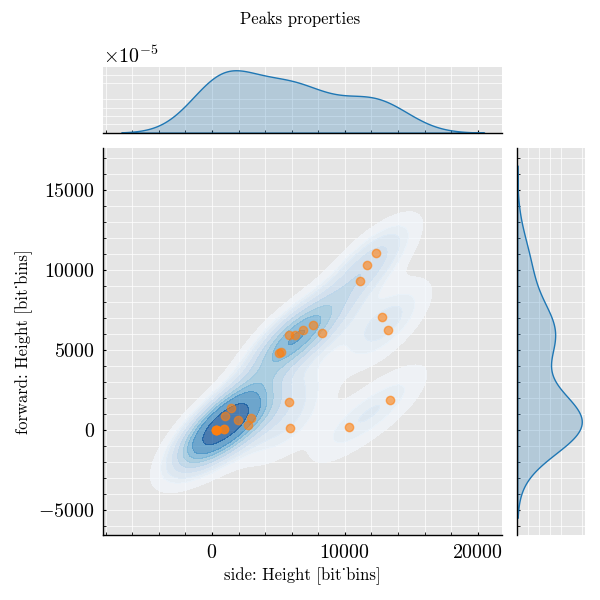 Peaks properties
×10⁻⁵
15000
10000
5000
0
−5000
forward: Height [bit˙bins]
0 10000 20000
side: Height [bit˙bins]